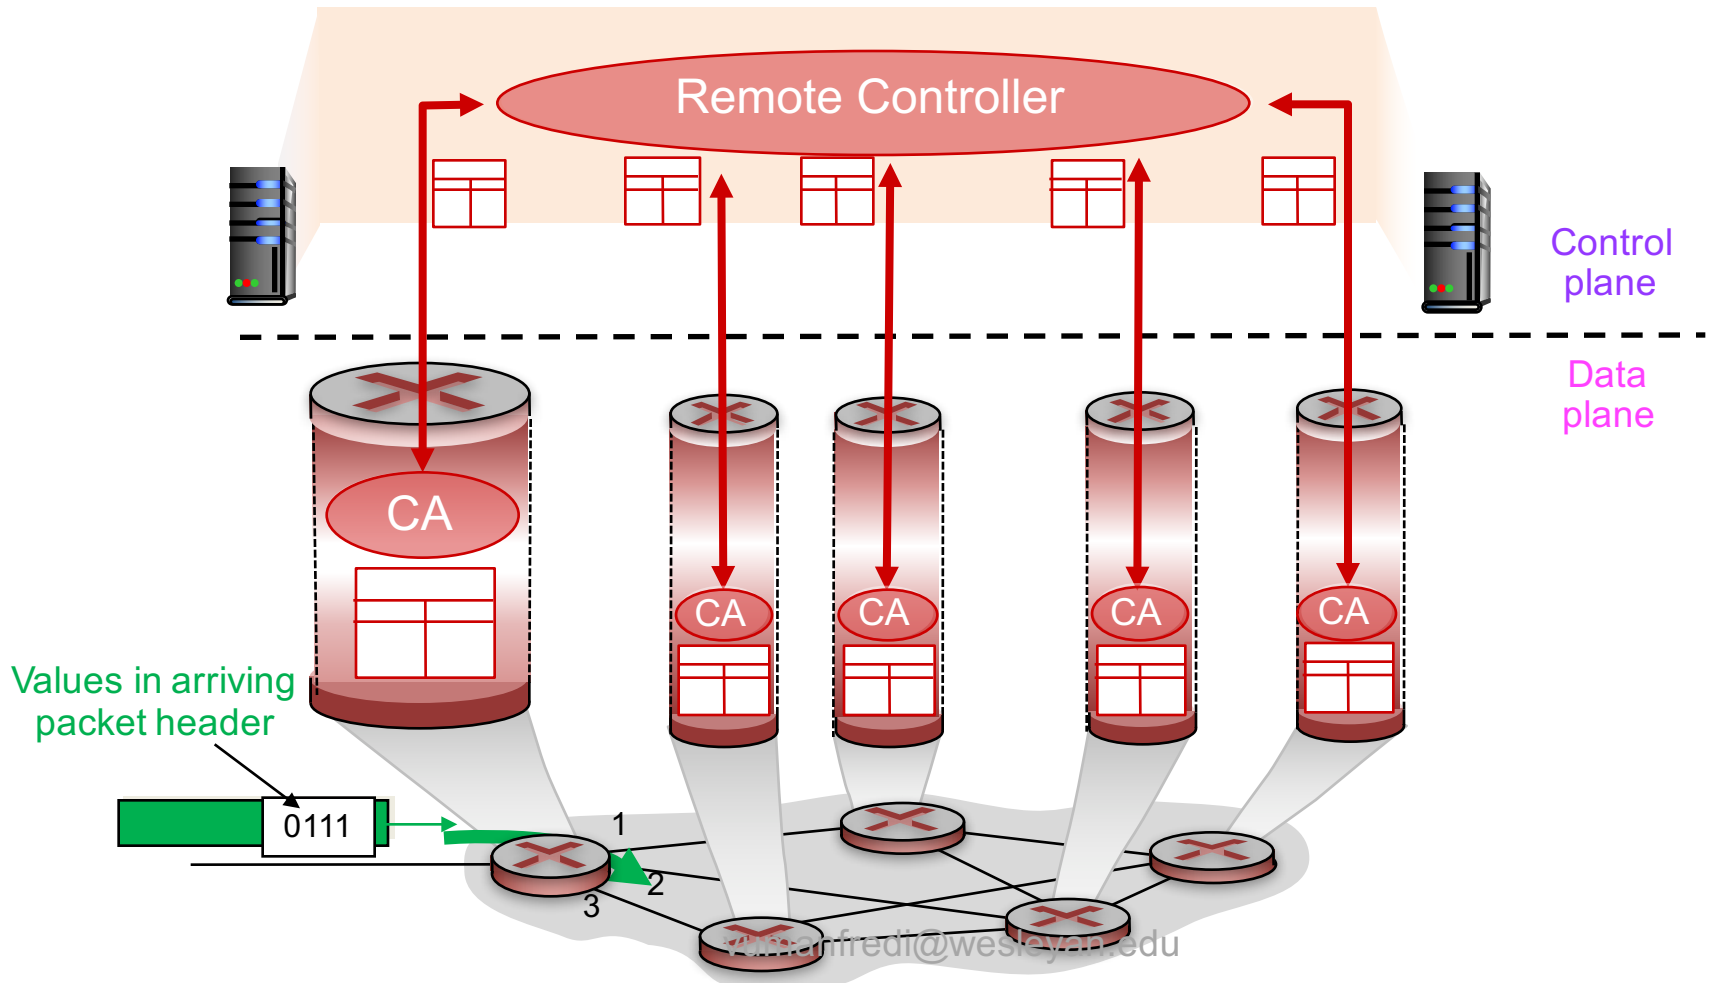 Remote Controller
Control
plane
Data
plane
CA
CA
CA
CA
CA
Values in arriving
packet header
0111
1
2
3
vumanfredi@wesleyan.edu